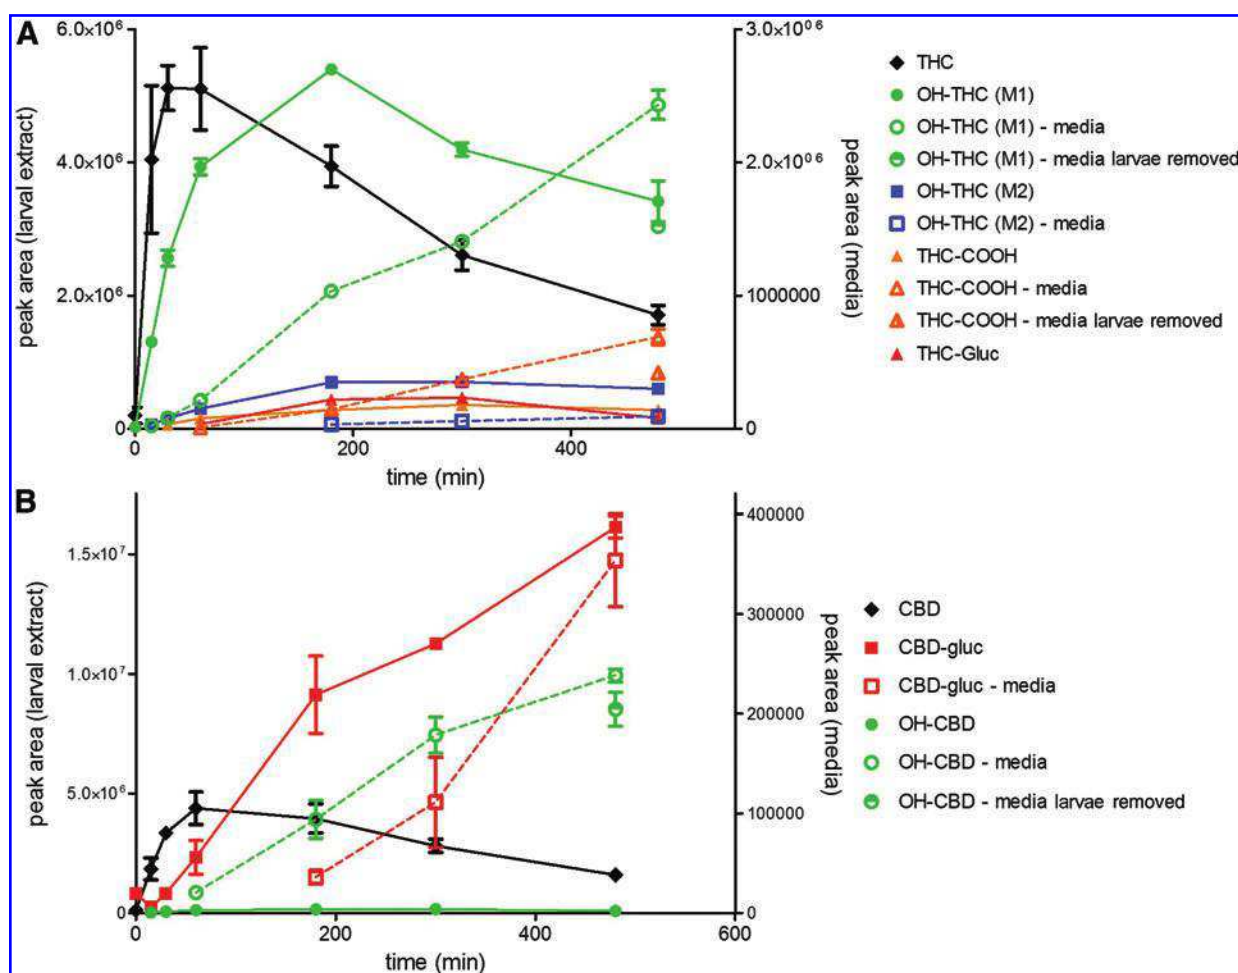 A
6.0×10⁶
4.0×10⁶
2.0×10⁶
0
peak area (larval extract)
3.0×10⁰⁶
2.0×10⁰⁶
1000000
0
peak area (media)
0
200
400
time (min)
THC
OH-THC (M1)
OH-THC (M1) - media
OH-THC (M1) - media larvae removed
OH-THC (M2)
OH-THC (M2) - media
THC-COOH
THC-COOH - media
THC-COOH - media larvae removed
THC-Gluc
B
1.5×10⁷
1.0×10⁷
5.0×10⁶
0
peak area (larval extract)
400000
300000
200000
100000
0
peak area (media)
0
200
400
600
time (min)
CBD
CBD-gluc
CBD-gluc - media
OH-CBD
OH-CBD - media
OH-CBD - media larvae removed